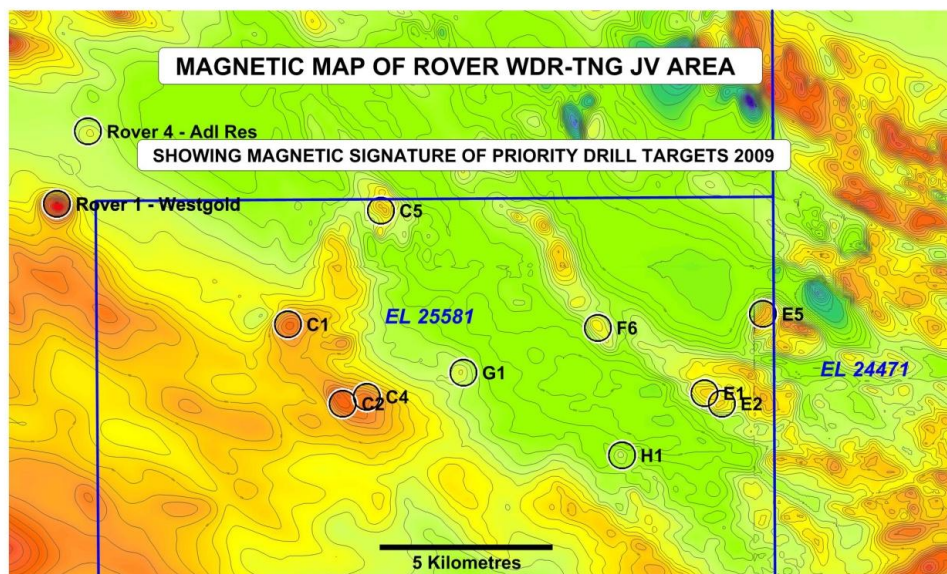 MAGNETIC MAP OF ROVER WDR-TNG JV AREA
Rover 4 - Adl Res
SHOWING MAGNETIC SIGNATURE OF PRIORITY DRILL TARGETS 2009
Rover 1 - Westgold
C5
C1
EL 25581
F6
E5
G1
EL 24471
C4
C2
E1
E2
H1
5 Kilometres